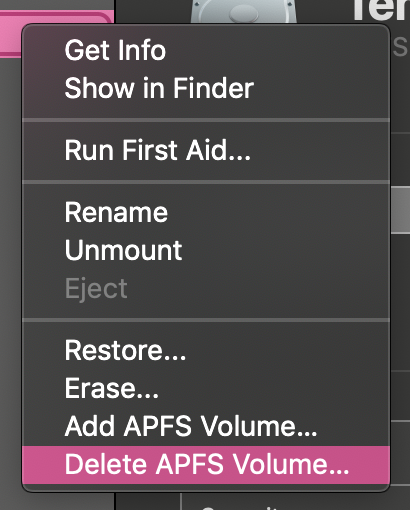 Get Info
Show in Finder
Run First Aid...
Rename
Unmount
Eject
Restore...
Erase...
Add APFS Volume...
Delete APFS Volume...